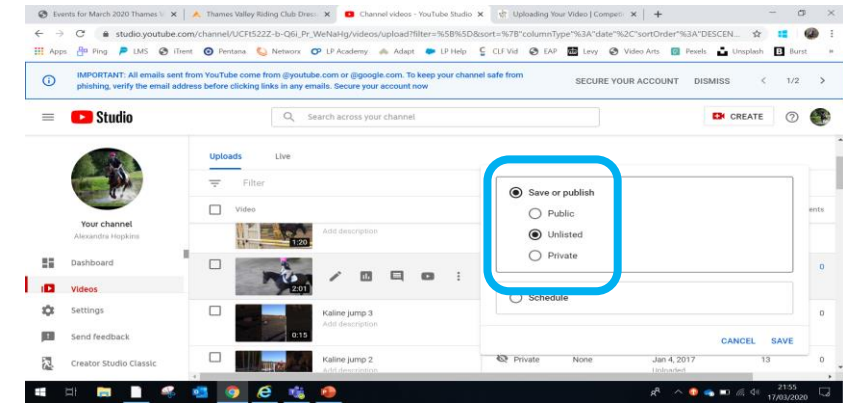 Events for March 2020 Thames V
Thames Valley Riding Club Dress
Channel videos - YouTube Studio
Uploading Your Video | Competi
studio.youtube.com/channel/UCFtS22Z-b-Q6i_Pr_WeNaHg/videos/upload?filter=%5B%5D&sort=%7B"columnType"%3A"date"%2C"sortOrder"%3A"DESCEN...
Apps Ping LMS iTrent Pentana Networx LP Academy Adapt LP Help CLF Vid EAP Levy Video Arts Pexels Unsplash Burst
IMPORTANT: All emails sent from YouTube come from @youtube.com or @google.com. To keep your channel safe from
phishing, verify the email address before clicking links in any emails. Secure your account now
SECURE YOUR ACCOUNT DISMISS 1/2
Studio
Search across your channel
CREATE
Uploads Live
Filter
Video
ents
Your channel
Alexandra Hopkins
Dashboard
Videos
Settings
Send feedback
Creator Studio Classic
Add description
1:20
2:01
0
Kaline jump 3
Add description
0:15
0
Kaline jump 2
Add description
Private None Jan 4, 2017 13 0
Uploaded
Save or publish
Public
Unlisted
Private
Schedule
CANCEL SAVE
21:55
17/03/2020